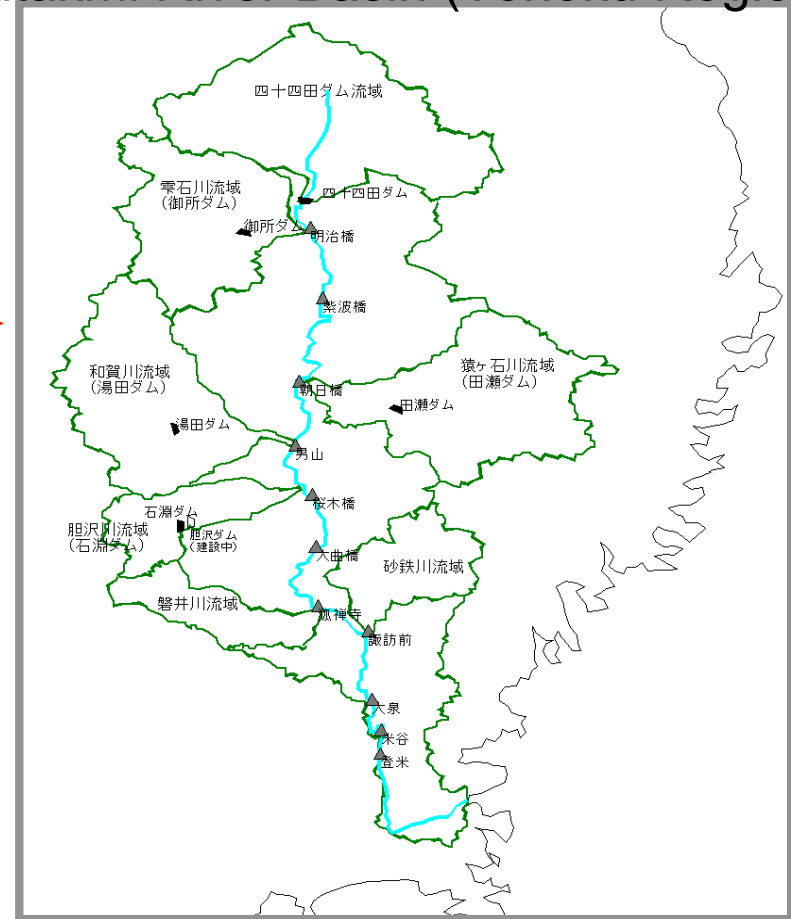 River Basin (Tohoku
四十四田ダム流域
雫石川流域
(御所ダム)
四十四田ダム
御所ダム
明治橋
紫波橋
和賀川流域
(湯田ダム)
猿ヶ石川流域
(田瀬ダム)
朝日橋
田瀬ダム
湯田ダム
男山
桜木橋
石淵ダム
胆沢川流域
(石淵ダム)
胆沢ダム
(建設中)
大曲橋
砂鉄川流域
磐井川流域
狐禅寺
諏訪前
大泉
米谷
登米